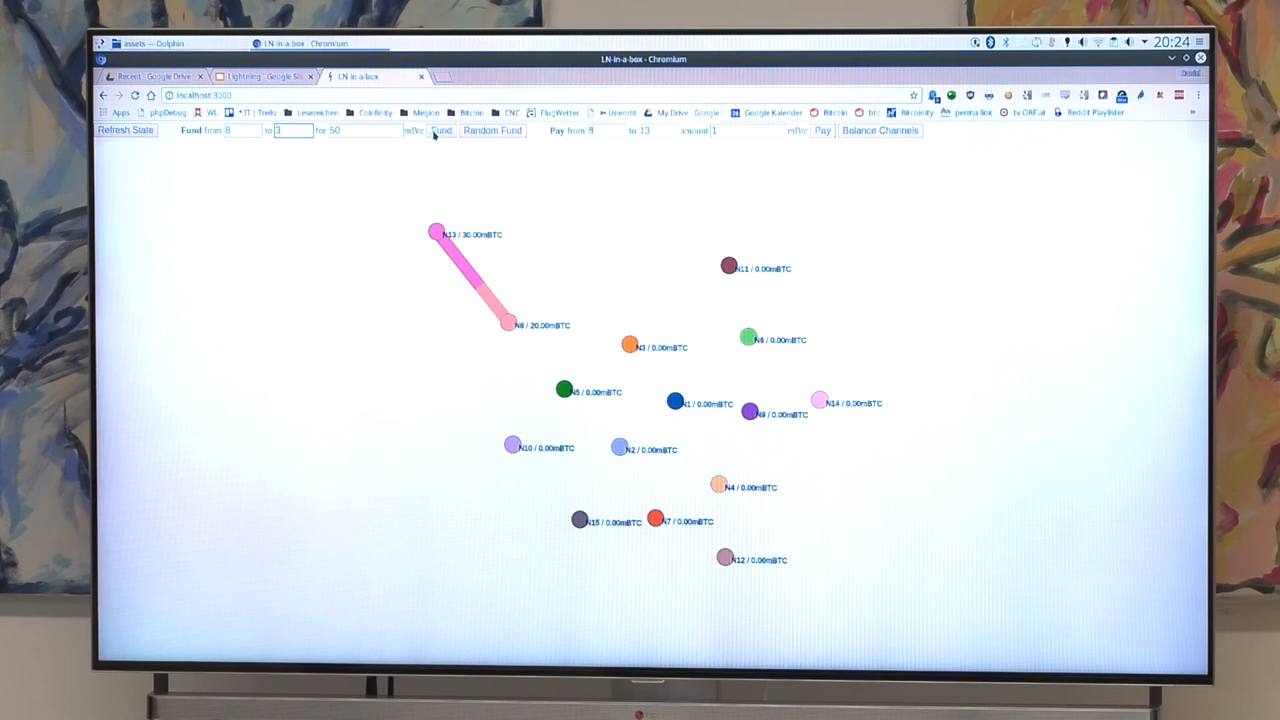 assets — Dolphin
LN-in-a-box - Chromium
20:24
LN-in-a-box - Chromium
Recent - Google Drive
Lightning - Google Sli
LN-in-a-box
Daniel
localhost:3000
Apps phpDebug WL * IT | Trello Lesezeichen Coinfinity Megion Bitcoin CNC FlugWetter My Drive - Google Google Kalender Bitcoin btc Bitcoinity perma link tv.ORF.at Reddit Playlister »
Refresh State Fund from 8 to 3 for 50 mBtc Fund Random Fund Pay from 8 to 13 amount 1 mBtc Pay Balance Channels
N13 / 30.00mBTC
N11 / 0.00mBTC
N8 / 20.00mBTC
N6 / 0.00mBTC
N3 / 0.00mBTC
N5 / 0.00mBTC
N1 / 0.00mBTC
N14 / 0.00mBTC
N9 / 0.00mBTC
N10 / 0.00mBTC
N2 / 0.00mBTC
N4 / 0.00mBTC
N15 / 0.00mBTC
N7 / 0.00mBTC
N12 / 0.00mBTC